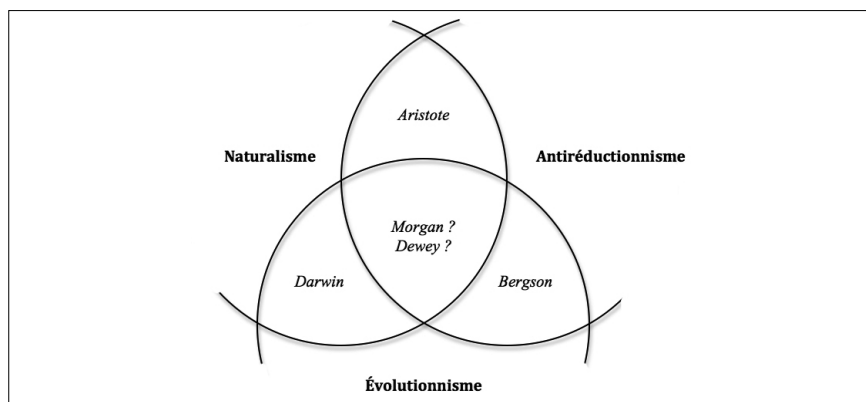 Aristote
Naturalisme
Antiréductionnisme
Morgan ?
Dewey ?
Darwin
Bergson
Évolutionnisme